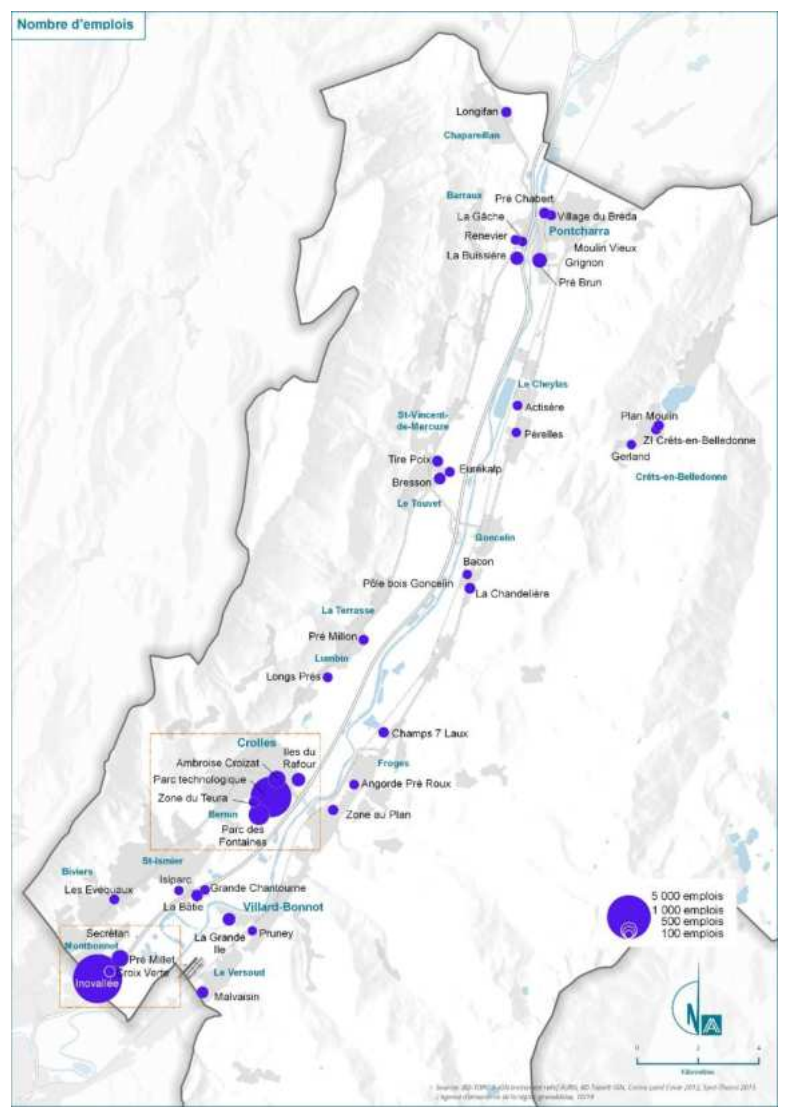 Nombre d'emplois
Longifan
Chapareillan
Barraux
Pré Chabert
La Gâche
Village du Bréda
Renevier
Pontcharra
Moulin Vieux
La Buissière
Grignon
Pré Brun
Le Cheylas
Actisère
St-Vincent-
de-Mercuze
Plan Moulin
Pérelles
ZI Crêts-en-Belledonne
Gerland
Tire Poix
Eurékalp
Crêts-en-Belledonne
Bresson
Le Touvet
Goncelin
Bacon
Pôle bois Goncelin
La Chandelière
La Terrasse
Pré Million
Lumbin
Longs Prés
Champs 7 Laux
Crolles
Iles du
Rafour
Ambroise Croizat
Froges
Parc technologique
Angorde Pré Roux
Zone du Teura
Bernin
Zone au Plan
Parc des
Fontaines
St-Ismier
Biviers
Isiparc
Les Evéquaux
Grande Chantourne
La Bâtie
Villard-Bonnot
5 000 emplois
1 000 emplois
500 emplois
100 emplois
Secrétan
La Grande
Ile
Pruney
Montbonnot
Pré Millet
Croix Verte
Le Versoud
Inovallée
Malvaisin
N
0 2 4
Kilomètres